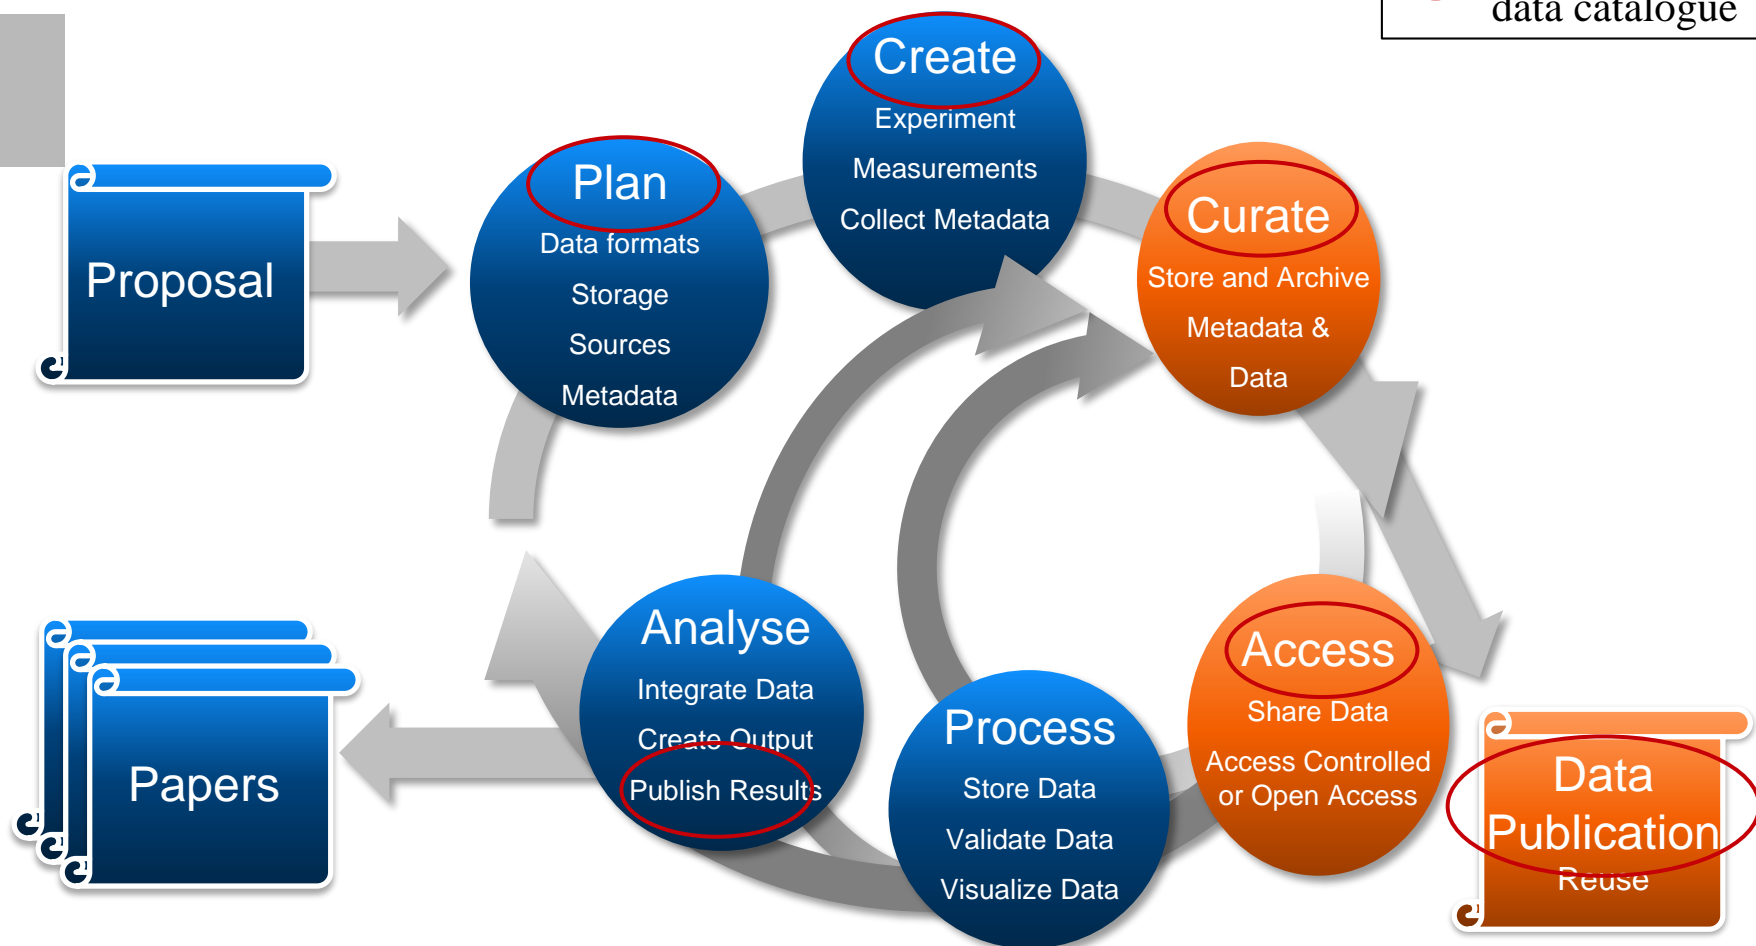 data catalogue
Create
Experiment
Measurements
Collect Metadata
Plan
Data formats
Storage
Sources
Metadata
Curate
Store and Archive
Metadata &
Data
Proposal
Analyse
Integrate Data
Create Output
Publish Results
Process
Store Data
Validate Data
Visualize Data
Access
Share Data
Access Controlled
or Open Access
Papers
Data
Publication
Reuse